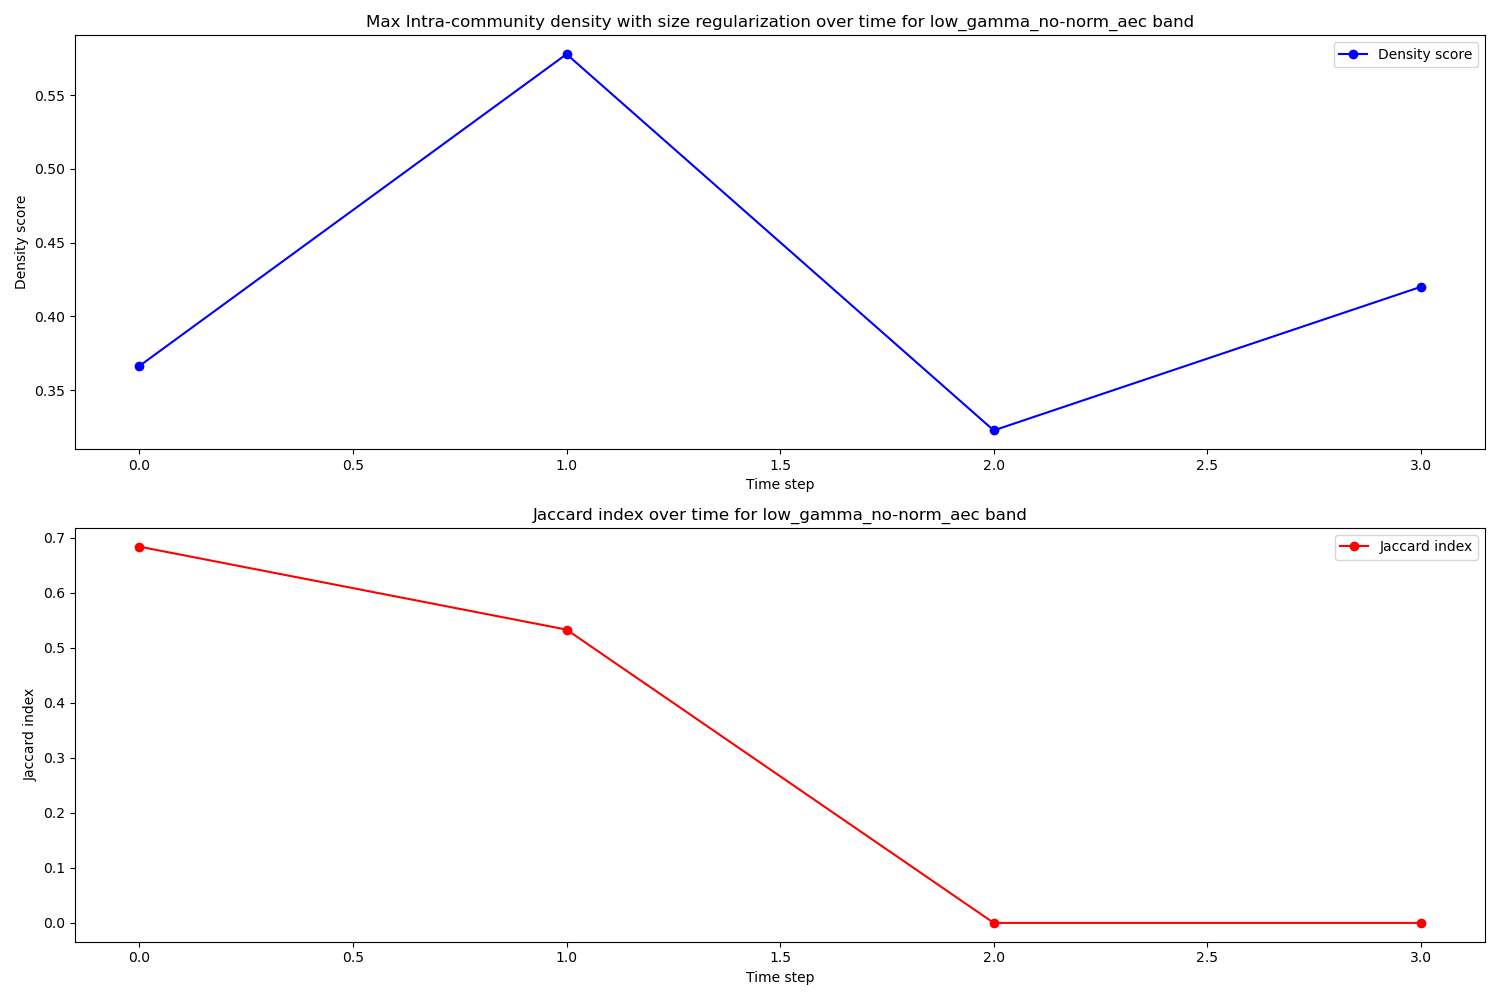 Max Intra-community density with size regularization over time for low_gamma_no-norm_aec band
Density score
0.55
0.50
0.45
0.40
0.35
Density score
0.0 0.5 1.0 1.5 2.0 2.5 3.0
Time step
Jaccard index over time for low_gamma_no-norm_aec band
Jaccard index
0.7
0.6
0.5
0.4
0.3
0.2
0.1
0.0
Jaccard index
0.0 0.5 1.0 1.5 2.0 2.5 3.0
Time step